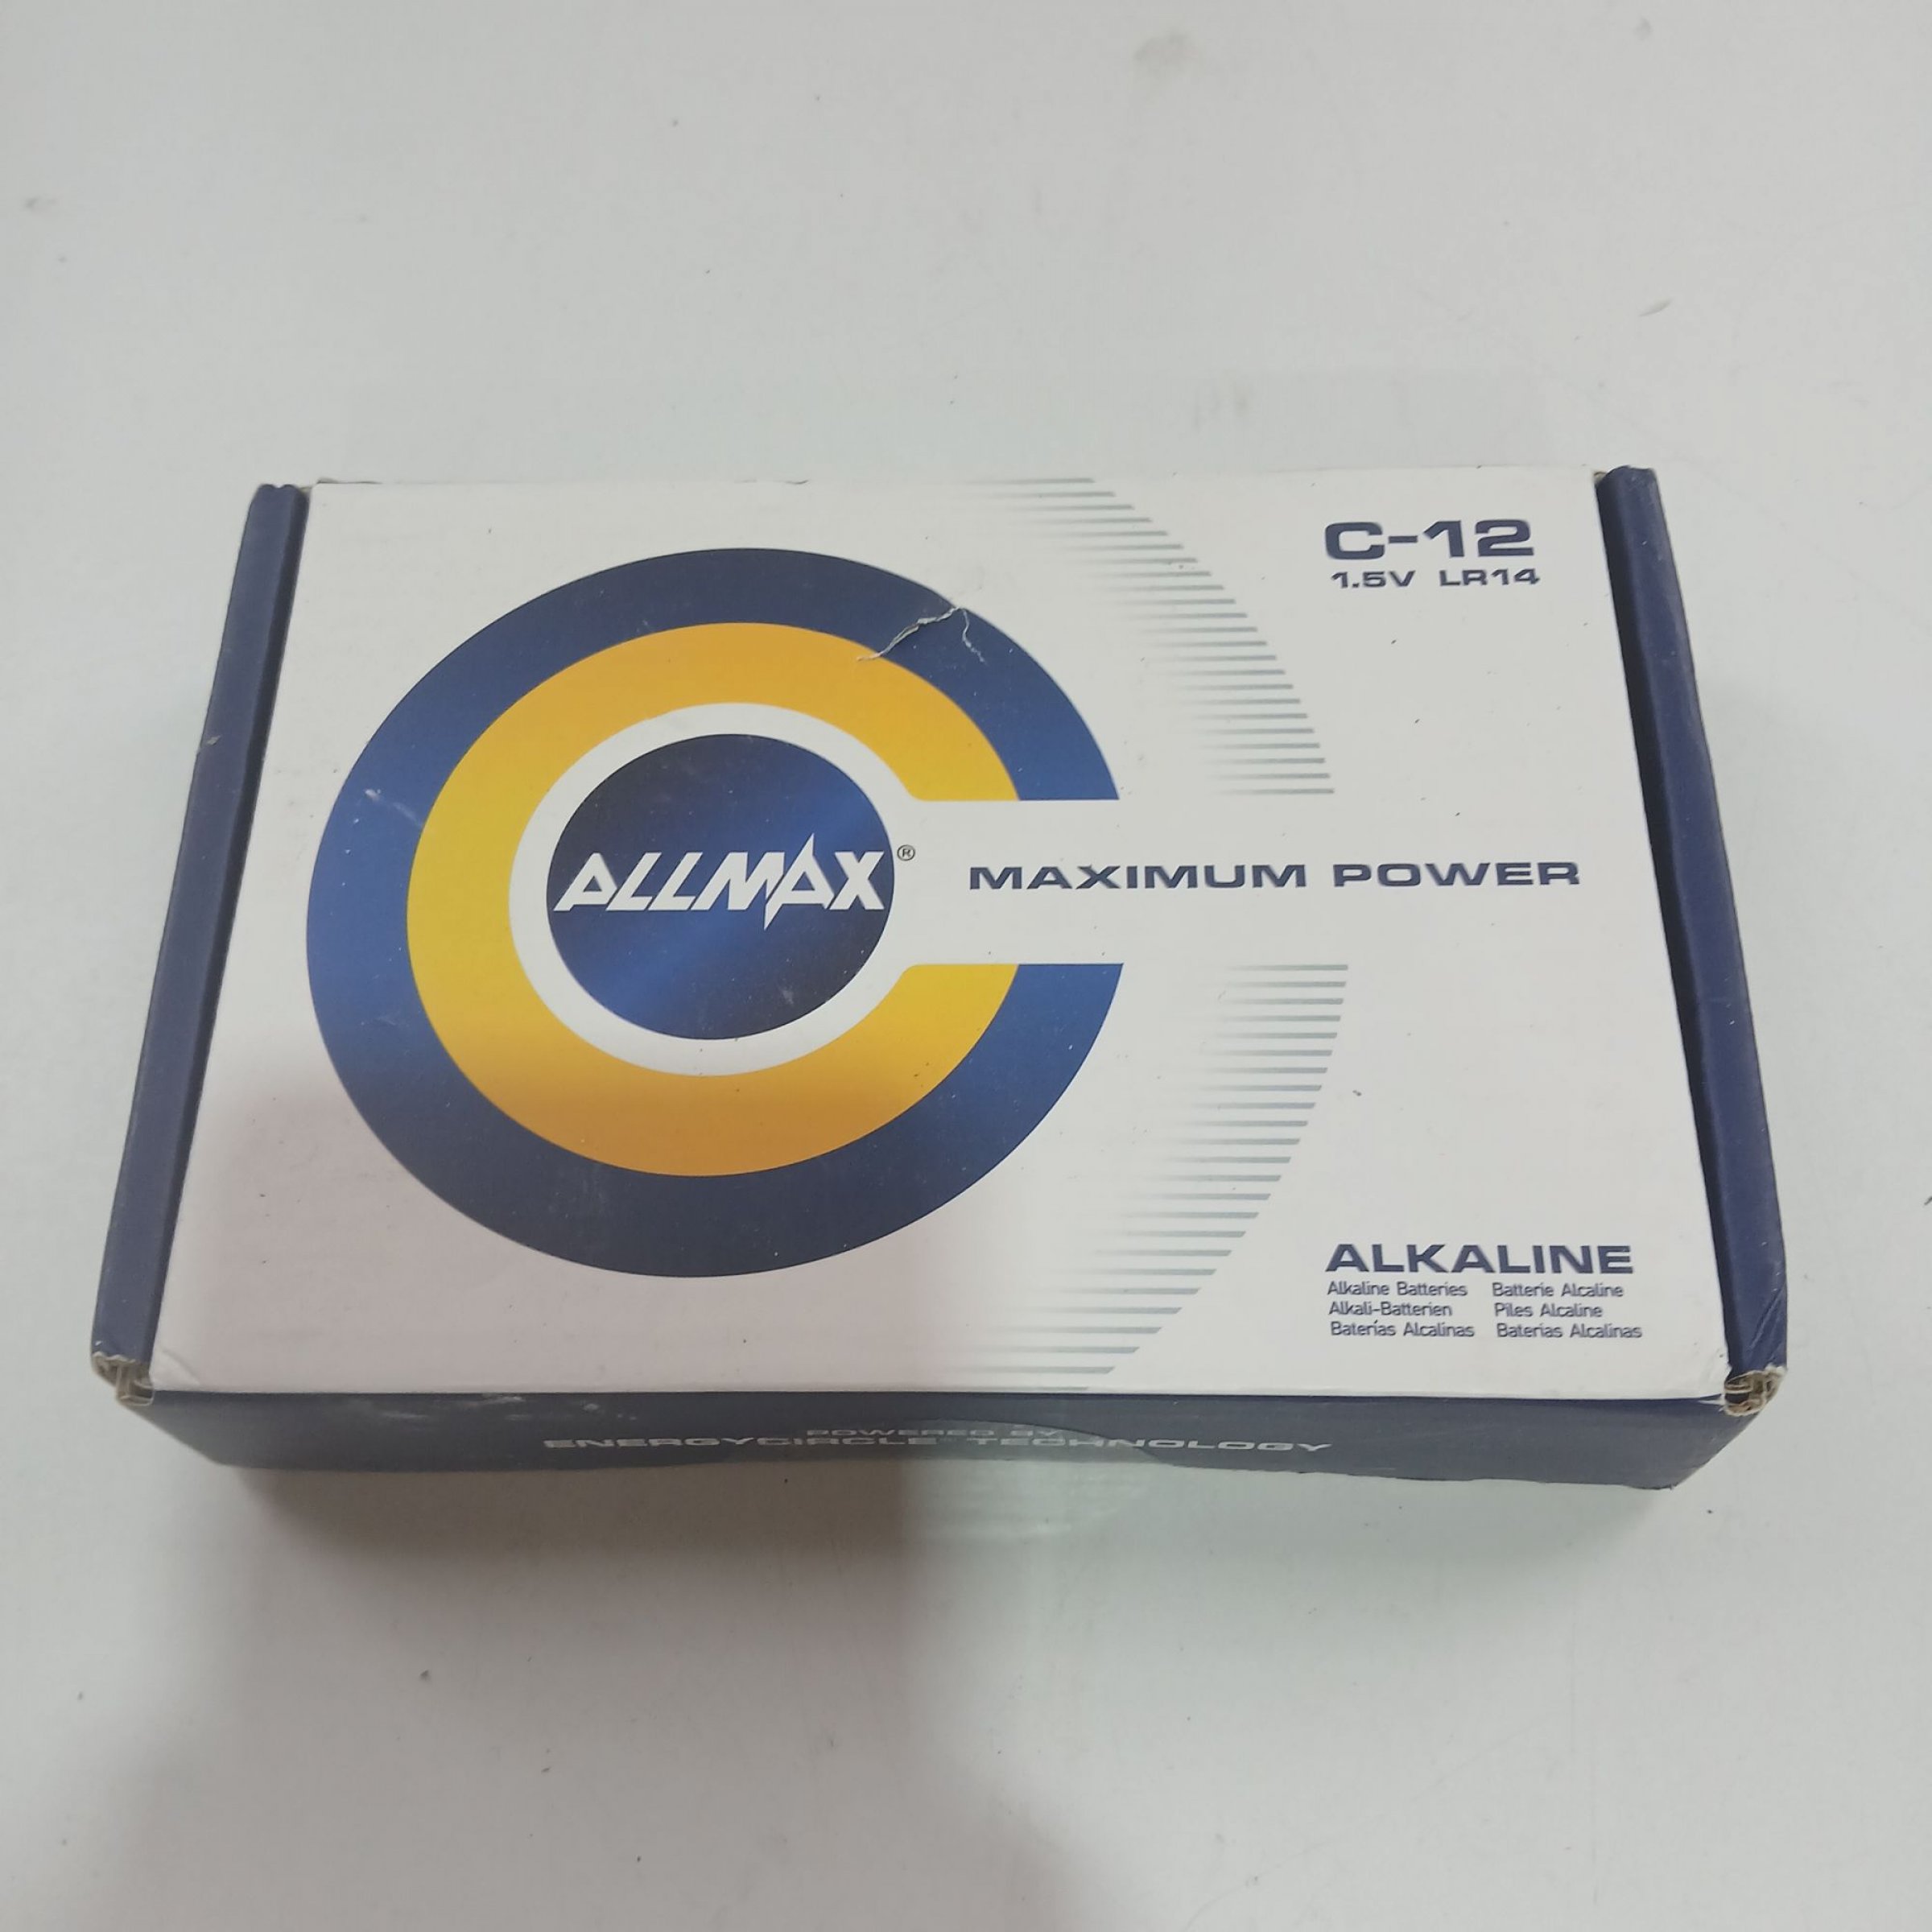 C-12
1.5V LR14
ALLMAX®
MAXIMUM POWER
ALKALINE
Alkaline Batteries Batterie Alcaline
Alkali-Batterien Piles Alcaline
Baterías Alcalinas Baterias Alcalinas
POWERED BY
ENERGYCIRCLE TECHNOLOGY